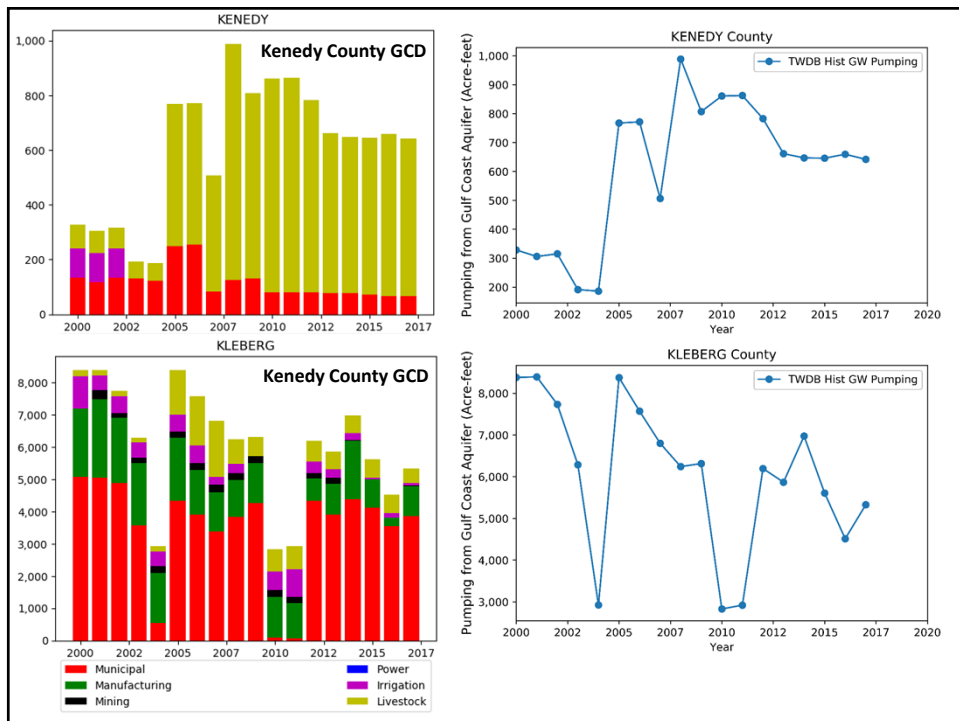 KENEDY
Kenedy County GCD
1,000
800
600
400
200
0
2000 2002 2005 2007 2010 2012 2015 2017
KENEDY County
TWDB Hist GW Pumping
Pumping from Gulf Coast Aquifer (Acre-feet)
1,000
900
800
700
600
500
400
300
200
2000 2002 2005 2007 2010 2012 2015 2017 2020
Year
KLEBERG
Kenedy County GCD
8,000
7,000
6,000
5,000
4,000
3,000
2,000
1,000
0
2000 2002 2005 2007 2010 2012 2015 2017
Municipal
Manufacturing
Mining
Power
Irrigation
Livestock
KLEBERG County
TWDB Hist GW Pumping
Pumping from Gulf Coast Aquifer (Acre-feet)
8,000
7,000
6,000
5,000
4,000
3,000
2000 2002 2005 2007 2010 2012 2015 2017 2020
Year